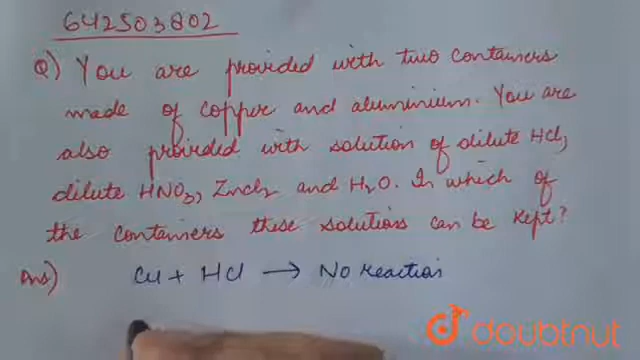 642503802
Q) You are provided with two containers
made of copper and aluminium. You are
also provided with solution of dilute HCl,
dilute HNO3, ZnCl2 and H2O. In which of
the containers these solutions can be kept?
Ans) Cu + HCl → No reaction
doubtnut